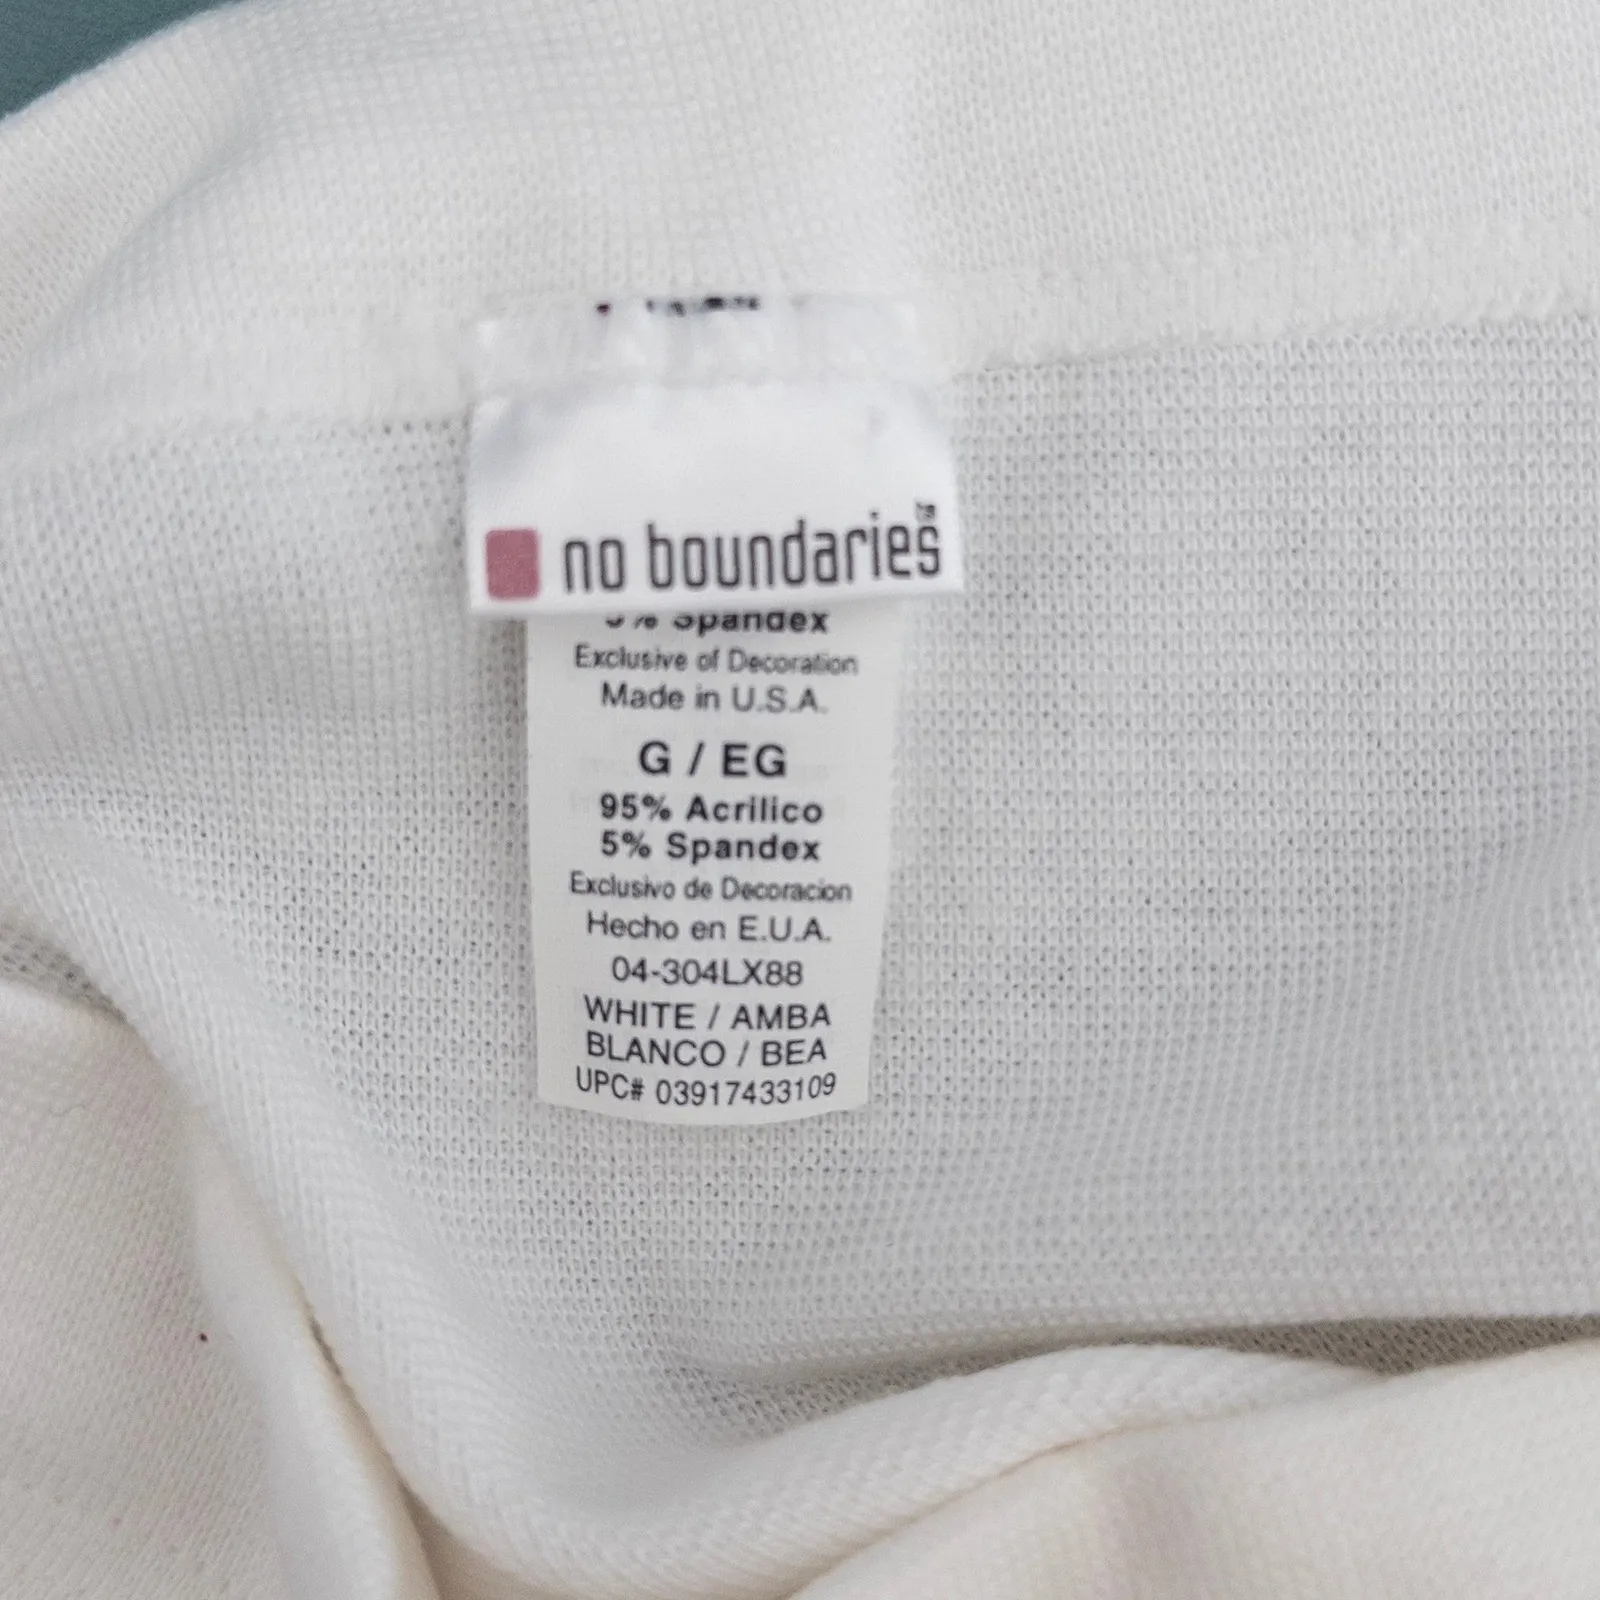 no boundaries™
5% Spandex
Exclusive of Decoration
Made in U.S.A.
G / EG
95% Acrilico
5% Spandex
Exclusivo de Decoracion
Hecho en E.U.A.
04-304LX88
WHITE / AMBA
BLANCO / BEA
UPC# 03917433109